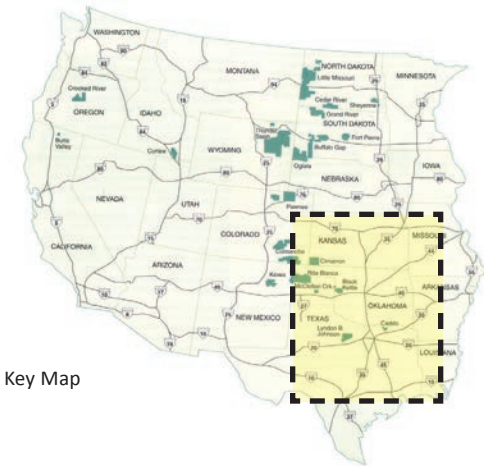 WASHINGTON
MONTANA
NORTH DAKOTA
MINNESOTA
Little Missouri
Crooked River
OREGON
IDAHO
Cedar River
Sheyenne
Grand River
SOUTH DAKOTA
Butte
Valley
Curlew
WYOMING
Thunder
Basin
Fort Pierre
Buffalo Gap
Oglala
IOWA
NEBRASKA
NEVADA
UTAH
Pawnee
COLORADO
KANSAS
MISSOURI
CALIFORNIA
Comanche
Cimarron
ARIZONA
Kiowa
Rita Blanca
McClellan Crk.
Black
Kettle
ARKANSAS
OKLAHOMA
NEW MEXICO
TEXAS
Caddo
Lyndon B.
Johnson
LOUISIANA
Key Map